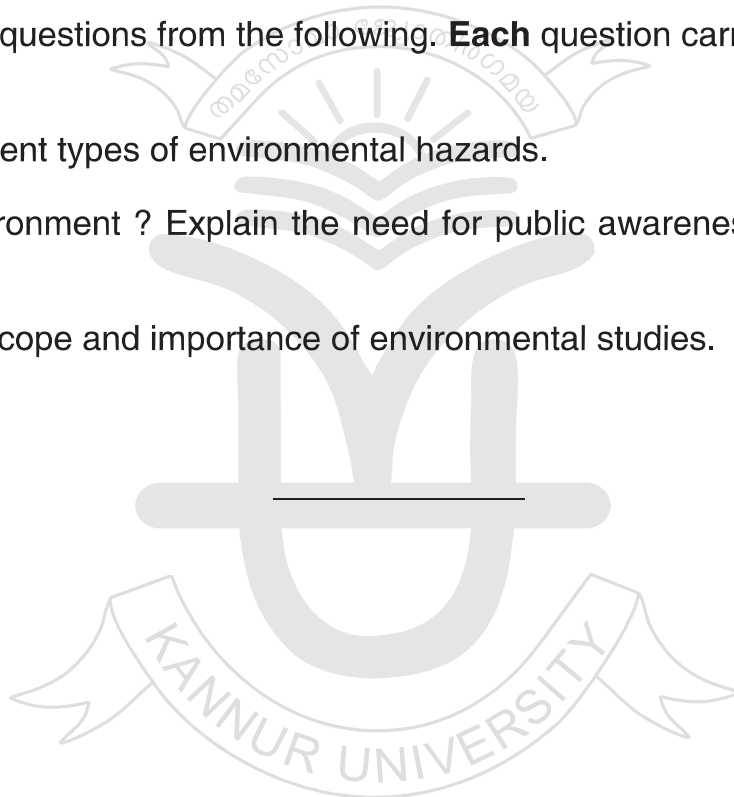 questions from the following. Each question carr
ent types of environmental hazards.
ronment ? Explain the need for public awarenes
cope and importance of environmental studies.
KANNUR UNIVERSITY